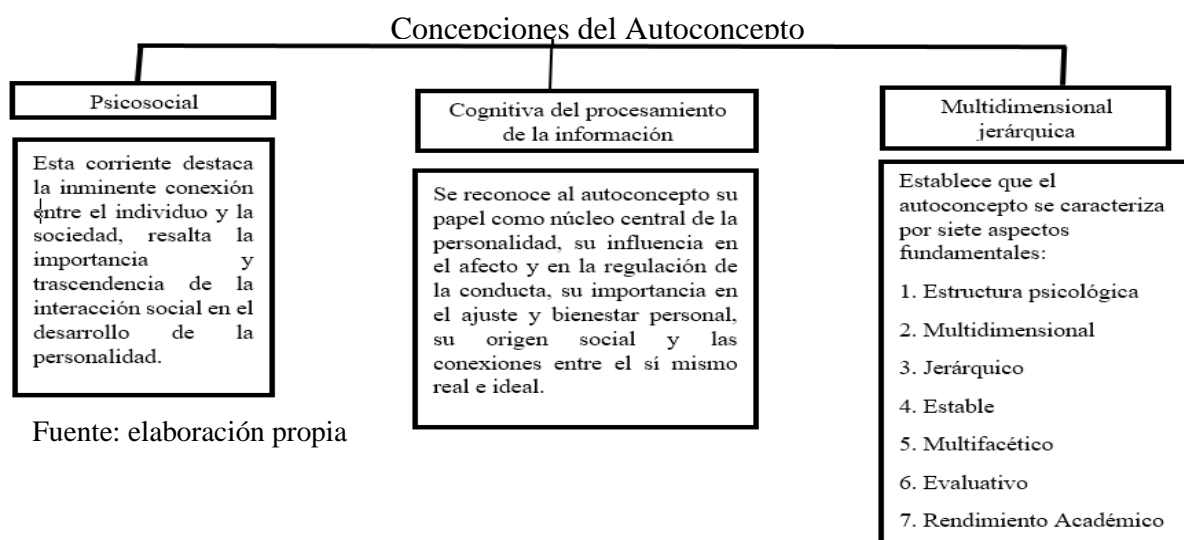 Concepciones del Autoconcepto
Psicosocial
Esta corriente destaca
la inminente conexión
entre el individuo y la
sociedad, resalta la
importancia y
trascendencia de la
interacción social en el
desarrollo de la
personalidad.
Cognitiva del procesamiento
de la información
Se reconoce al autoconcepto su
papel como núcleo central de la
personalidad, su influencia en
el afecto y en la regulación de
la conducta, su importancia en
el ajuste y bienestar personal,
su origen social y las
conexiones entre el sí mismo
real e ideal.
Multidimensional
jerárquica
Establece que el
autoconcepto se caracteriza
por siete aspectos
fundamentales:
1. Estructura psicológica
2. Multidimensional
3. Jerárquico
4. Estable
5. Multifacético
6. Evaluativo
7. Rendimiento Académico
Fuente: elaboración propia